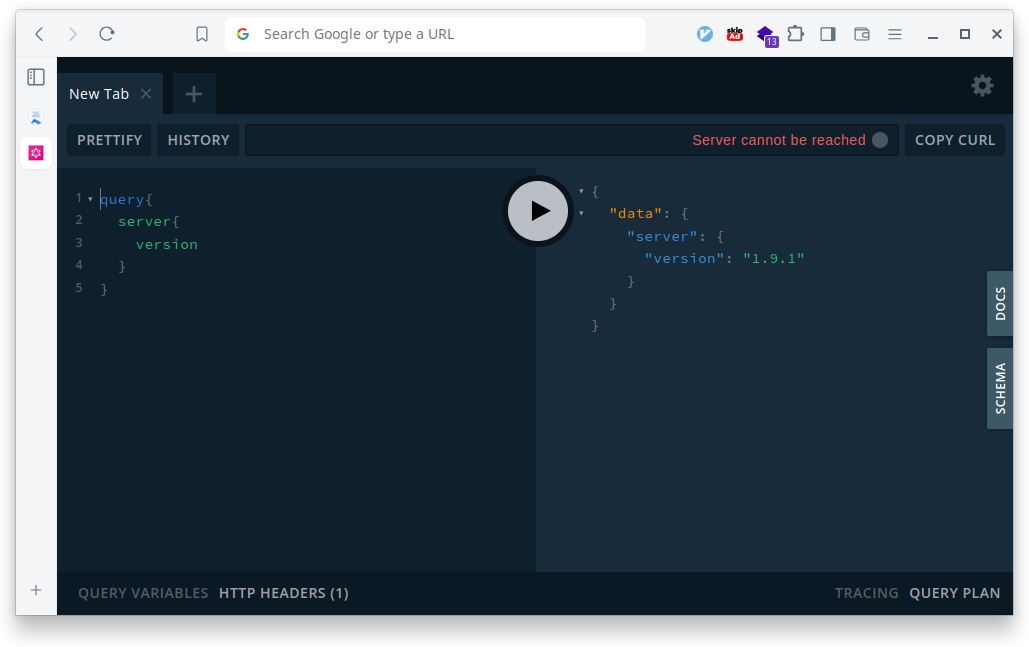 Search Google or type a URL
skip
Ad
13
New Tab
PRETTIFY
HISTORY
Server cannot be reached
COPY CURL
1 query{
2 server{
3 version
4 }
5 }
{
"data": {
"server": {
"version": "1.9.1"
}
}
}
DOCS
SCHEMA
QUERY VARIABLES
HTTP HEADERS (1)
TRACING
QUERY PLAN